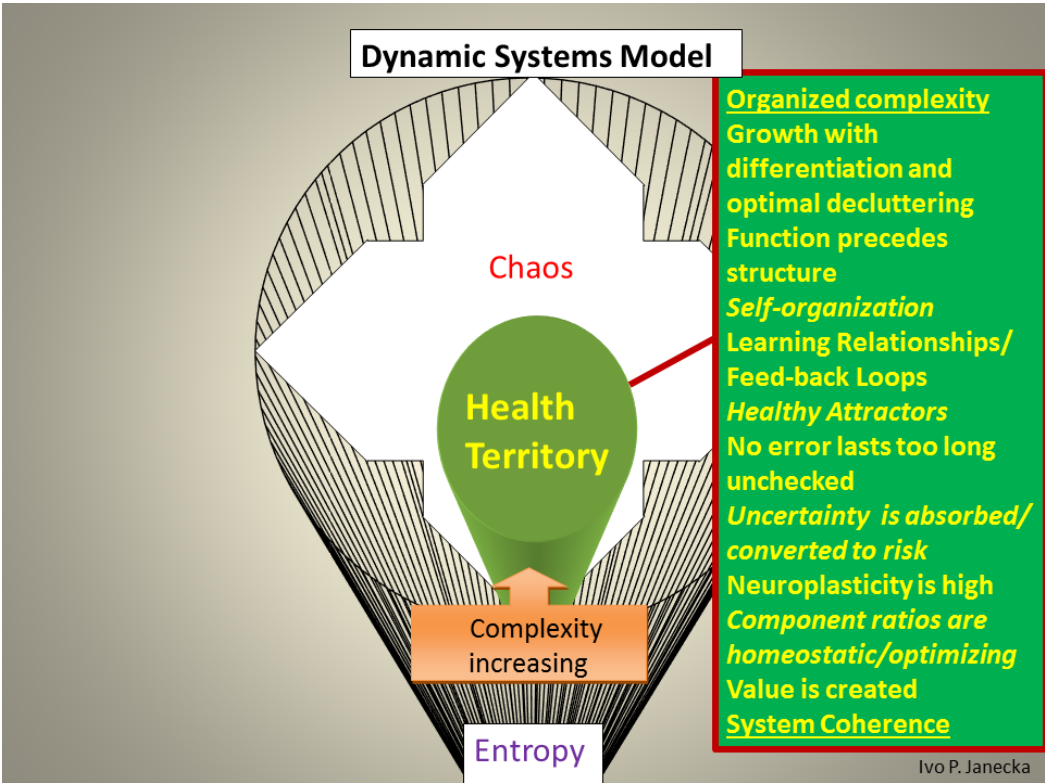 Dynamic Systems Model
Organized complexity
Growth with
differentiation and
optimal decluttering
Function precedes
structure
Self-organization
Learning Relationships/
Feed-back Loops
Healthy Attractors
No error lasts too long
unchecked
Uncertainty is absorbed/
converted to risk
Neuroplasticity is high
Component ratios are
homeostatic/optimizing
Value is created
System Coherence
Chaos
Health
Territory
Complexity
increasing
Entropy
Ivo P. Janecka